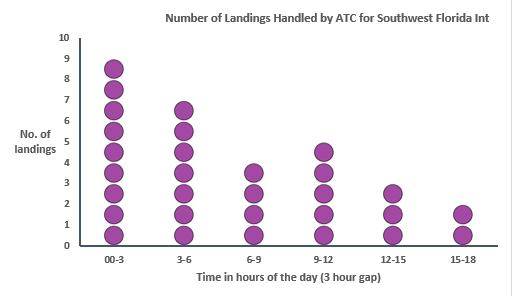 Number of Landings Handled by ATC for Southwest Florida Int
10
9
8
7
6
5
4
3
2
1
0
No. of
landings
00-3 3-6 6-9 9-12 12-15 15-18
Time in hours of the day (3 hour gap)